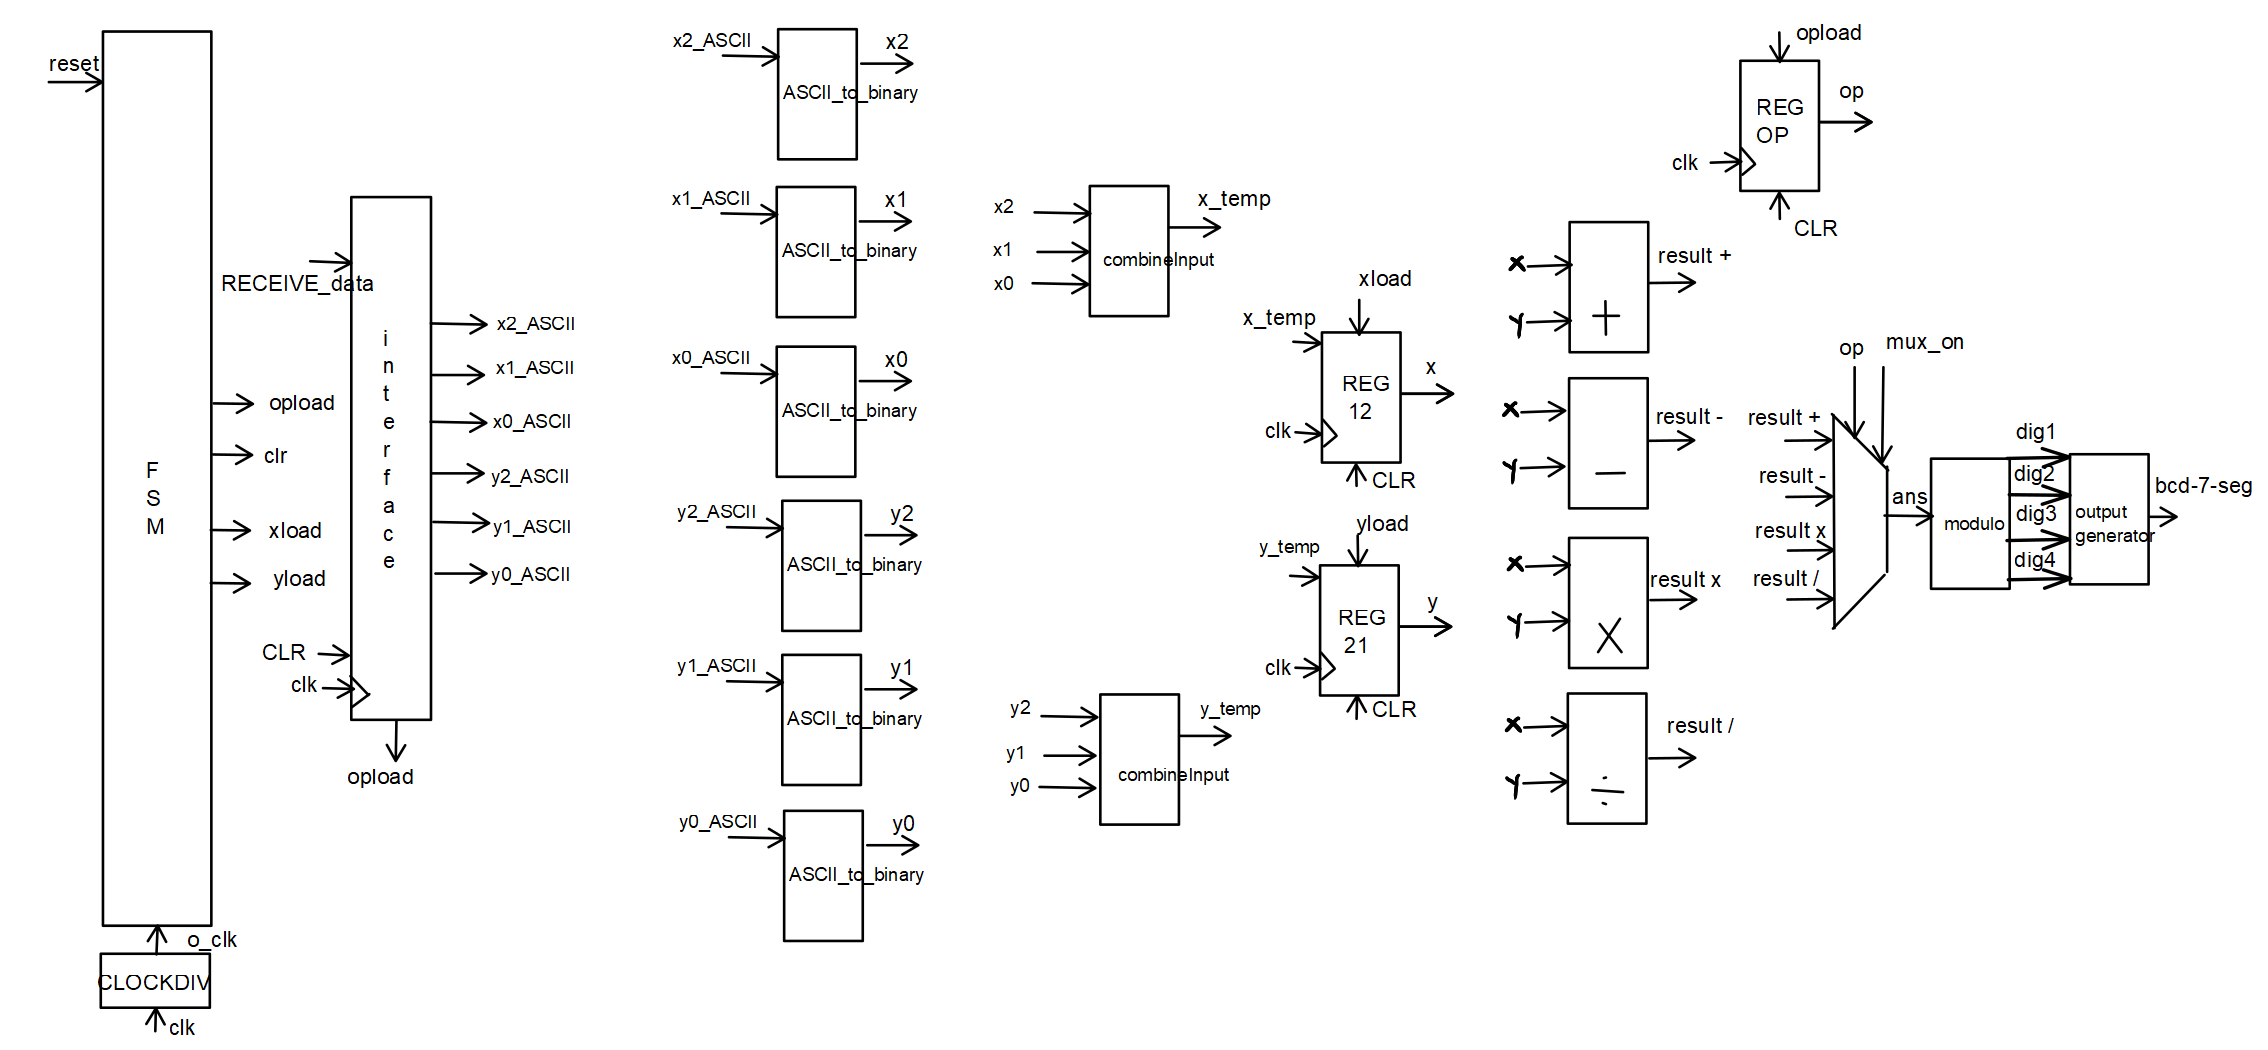 reset
F
S
M
opload
clr
xload
yload
o_clk
CLOCKDIV
clk
RECEIVE_data
i
n
t
e
r
f
a
c
e
x2_ASCII
x1_ASCII
x0_ASCII
y2_ASCII
y1_ASCII
y0_ASCII
CLR
clk
opload
x2_ASCII
x2
ASCII_to_binary
x1_ASCII
x1
ASCII_to_binary
x0_ASCII
x0
ASCII_to_binary
y2_ASCII
y2
ASCII_to_binary
y1_ASCII
y1
ASCII_to_binary
y0_ASCII
y0
ASCII_to_binary
x2
x1
x0
combineInput
x_temp
y2
y1
y0
combineInput
y_temp
xload
x_temp
REG
12
x
clk
CLR
yload
y_temp
REG
21
y
clk
CLR
opload
REG
OP
op
clk
CLR
x
y
+
result +
x
y
−
result -
x
y
X
result x
x
y
÷
result /
op
mux_on
result +
result -
result x
result /
ans
modulo
dig1
dig2
dig3
dig4
output
generator
bcd-7-seg